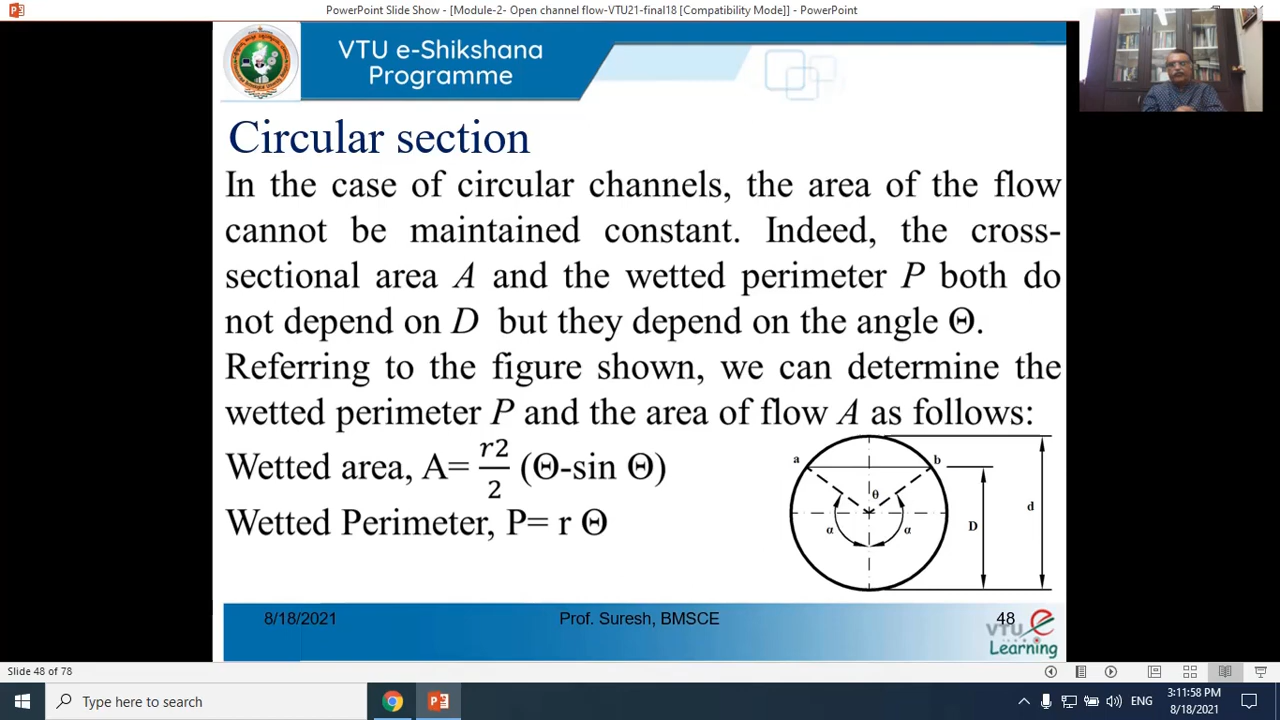 PowerPoint Slide Show - [Module-2- Open channel flow-VTU21-final18 [Compatibility Mode]] - PowerPoint
VTU e-Shikshana
Programme
Circular section
In the case of circular channels, the area of the flow
cannot be maintained constant. Indeed, the cross-
sectional area A and the wetted perimeter P both do
not depend on D but they depend on the angle Θ.
Referring to the figure shown, we can determine the
wetted perimeter P and the area of flow A as follows:
Wetted area, A= r2/2 (Θ-sin Θ)
Wetted Perimeter, P= r Θ
a
b
θ
α
α
D
d
8/18/2021
Prof. Suresh, BMSCE
48
VTU e
Learning
Slide 48 of 78
Type here to search
ENG
3:11:58 PM
8/18/2021